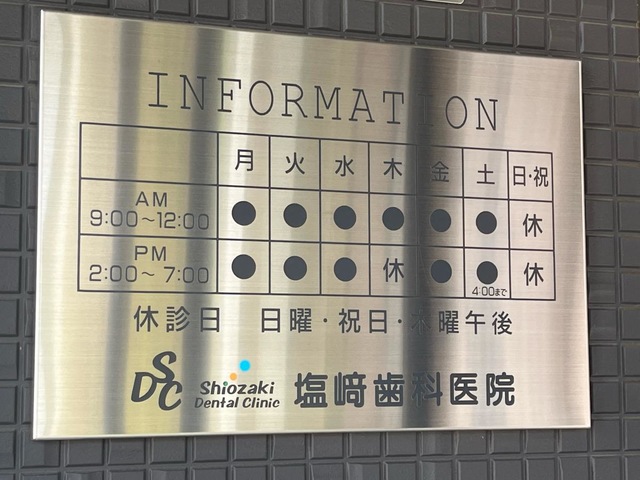 INFORMATION
月 火 水 木 金 土 日・祝
AM
9:00～12:00 ● ● ● ● ● ● 休
PM
2:00～7:00 ● ● ● 休 ● ● 休
4:00まで
休診日 日曜・祝日・木曜午後
DSC Shiozaki
Dental Clinic
塩﨑歯科医院